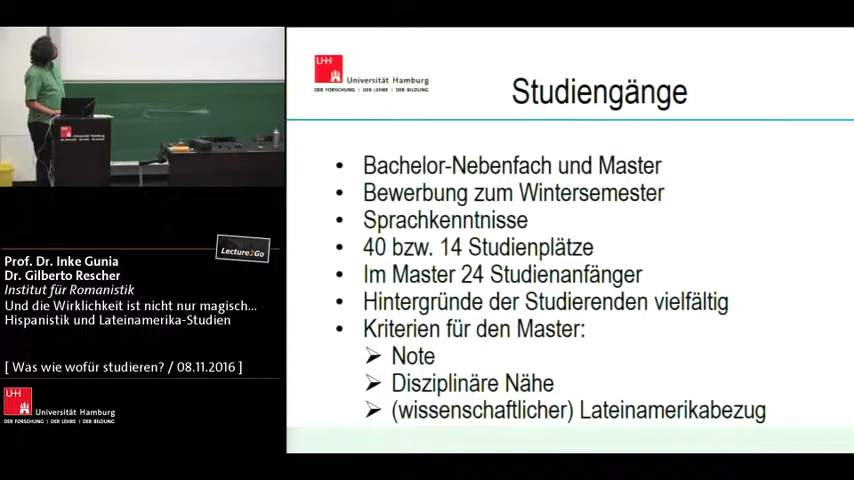 U·H
Universität Hamburg
DER FORSCHUNG | DER LEHRE | DER BILDUNG
Studiengänge
• Bachelor-Nebenfach und Master
• Bewerbung zum Wintersemester
• Sprachkenntnisse
• 40 bzw. 14 Studienplätze
• Im Master 24 Studienanfänger
• Hintergründe der Studierenden vielfältig
• Kriterien für den Master:
➢ Note
➢ Disziplinäre Nähe
➢ (wissenschaftlicher) Lateinamerikabezug
Universität Hamburg
Lecture2Go
Prof. Dr. Inke Gunia
Dr. Gilberto Rescher
Institut für Romanistik
Und die Wirklichkeit ist nicht nur magisch...
Hispanistik und Lateinamerika-Studien
[ Was wie wofür studieren? / 08.11.2016 ]
U·H
Universität Hamburg
DER FORSCHUNG | DER LEHRE | DER BILDUNG